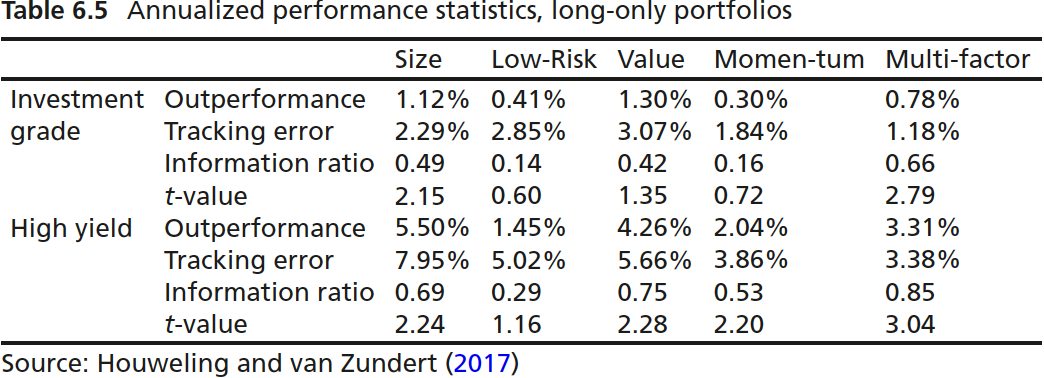 Table 6.5 Annualized performance statistics, long-only portfolios
Size Low-Risk Value Momen-tum Multi-factor
Investment Outperformance 1.12% 0.41% 1.30% 0.30% 0.78%
grade Tracking error 2.29% 2.85% 3.07% 1.84% 1.18%
Information ratio 0.49 0.14 0.42 0.16 0.66
t-value 2.15 0.60 1.35 0.72 2.79
High yield Outperformance 5.50% 1.45% 4.26% 2.04% 3.31%
Tracking error 7.95% 5.02% 5.66% 3.86% 3.38%
Information ratio 0.69 0.29 0.75 0.53 0.85
t-value 2.24 1.16 2.28 2.20 3.04
Source: Houweling and van Zundert (2017)